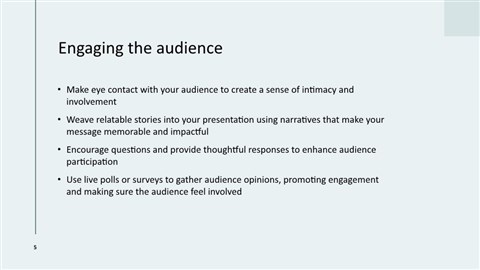 Engaging the audience
• Make eye contact with your audience to create a sense of intimacy and
involvement
• Weave relatable stories into your presentation using narratives that make your
message memorable and impactful
• Encourage questions and provide thoughtful responses to enhance audience
participation
• Use live polls or surveys to gather audience opinions, promoting engagement
and making sure the audience feel involved
5